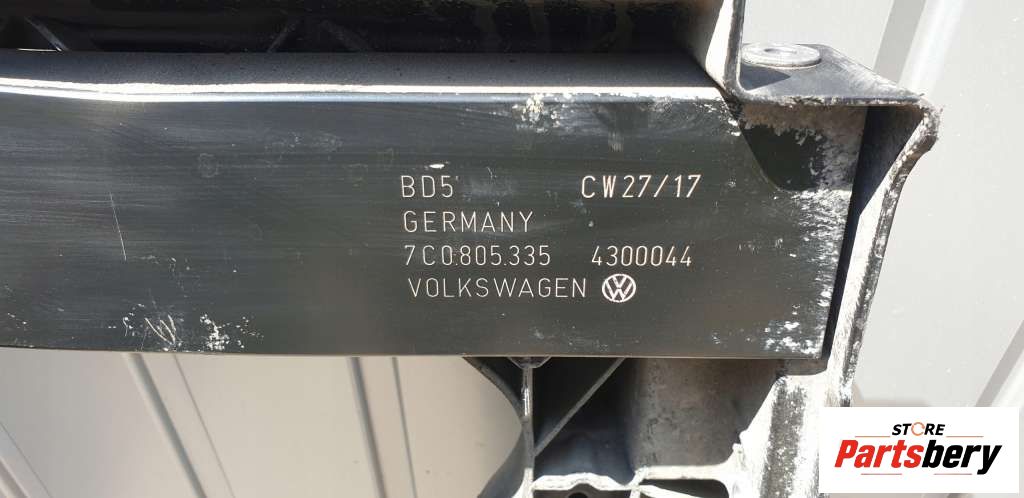 BD5 CW27/17
GERMANY
7C0.805.335 4300044
VOLKSWAGEN
STORE
Partsbery